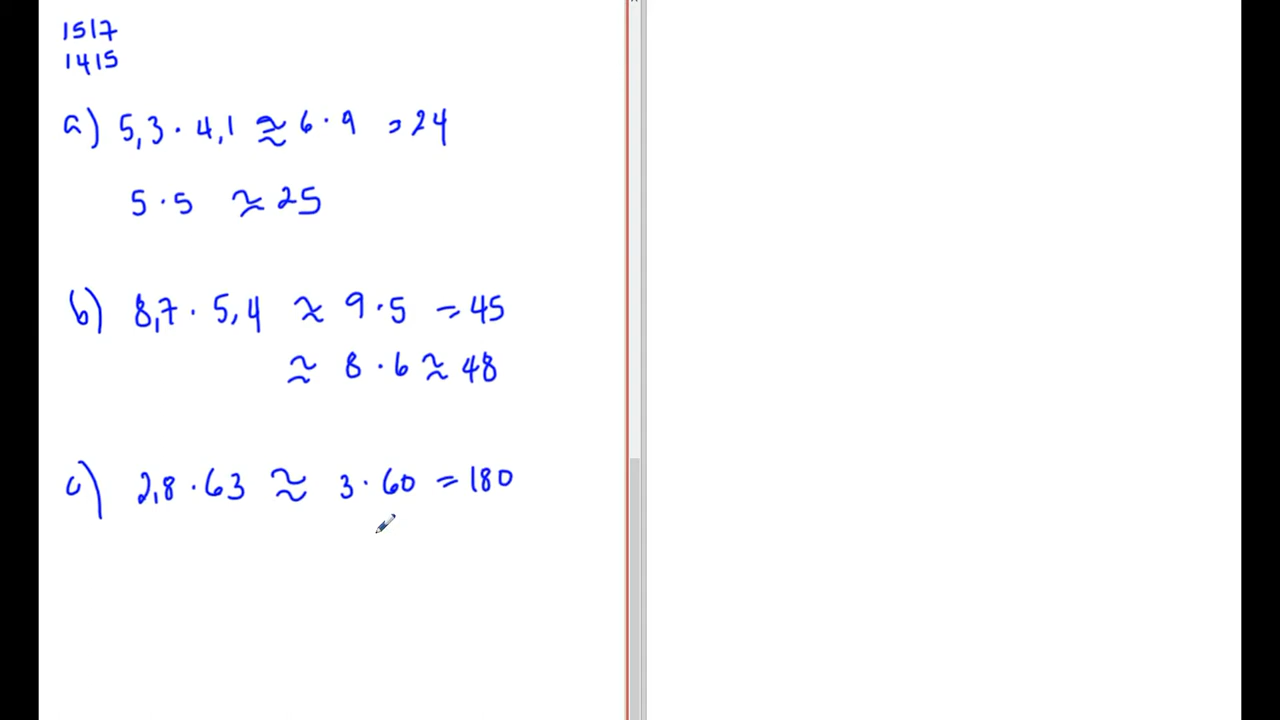 1517
1415
a) 5,3 · 4,1 ≈ 6 · 9 = 24
5 · 5 ≈ 25
b) 8,7 · 5,4 ≈ 9 · 5 = 45
≈ 8 · 6 ≈ 48
c) 2,8 · 63 ≈ 3 · 60 = 180